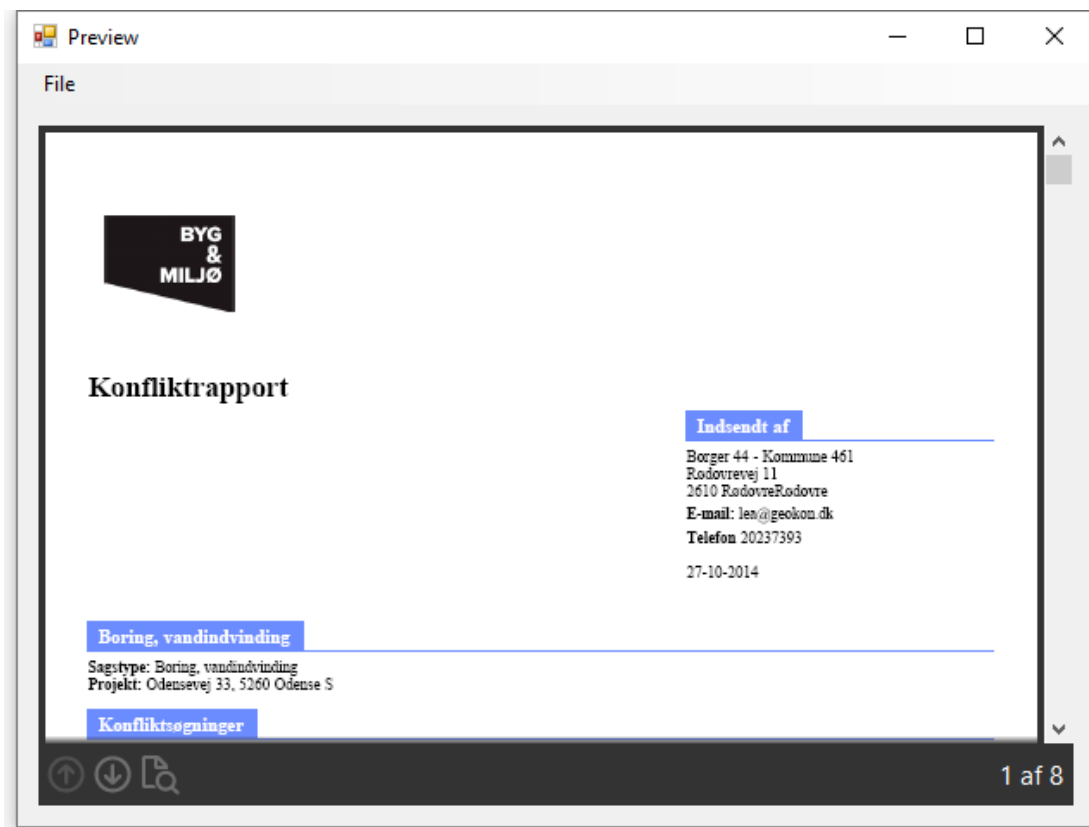 Preview
File
BYG
&
MILJØ
Konfliktrapport
Indsendt af
Borger 44 - Kommune 461
Rødovrevej 11
2610 RødovreRødovre
E-mail: lea@geokon.dk
Telefon 20237393
27-10-2014
Boring, vandindvinding
Sagstype: Boring, vandindvinding
Projekt: Odensevej 33, 5260 Odense S
Konfliktsøgninger
1 af 8